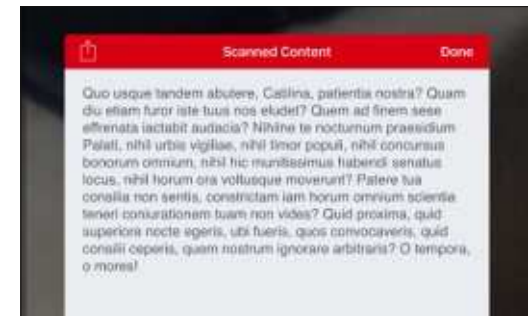 Scanned Content
Done
Quo usque tandem abutere, Catilina, patientia nostra? Quam
diu etiam furor iste tuus nos eludet? Quem ad finem sese
effrenata iactabit audacia? Nihilne te nocturnum praesidium
Palati, nihil urbis vigiliae, nihil timor populi, nihil concursus
bonorum omnium, nihil hic munitissimus habendi senatus
locus, nihil horum ora voltusque moverunt? Patere tua
consilia non sentis, constrictam iam horum omnium scientia
teneri coniurationem tuam non vides? Quid proxima, quid
superiore nocte egeris, ubi fueris, quos convocaveris, quid
consilii ceperis, quem nostrum ignorare arbitraris? O tempora,
o mores!